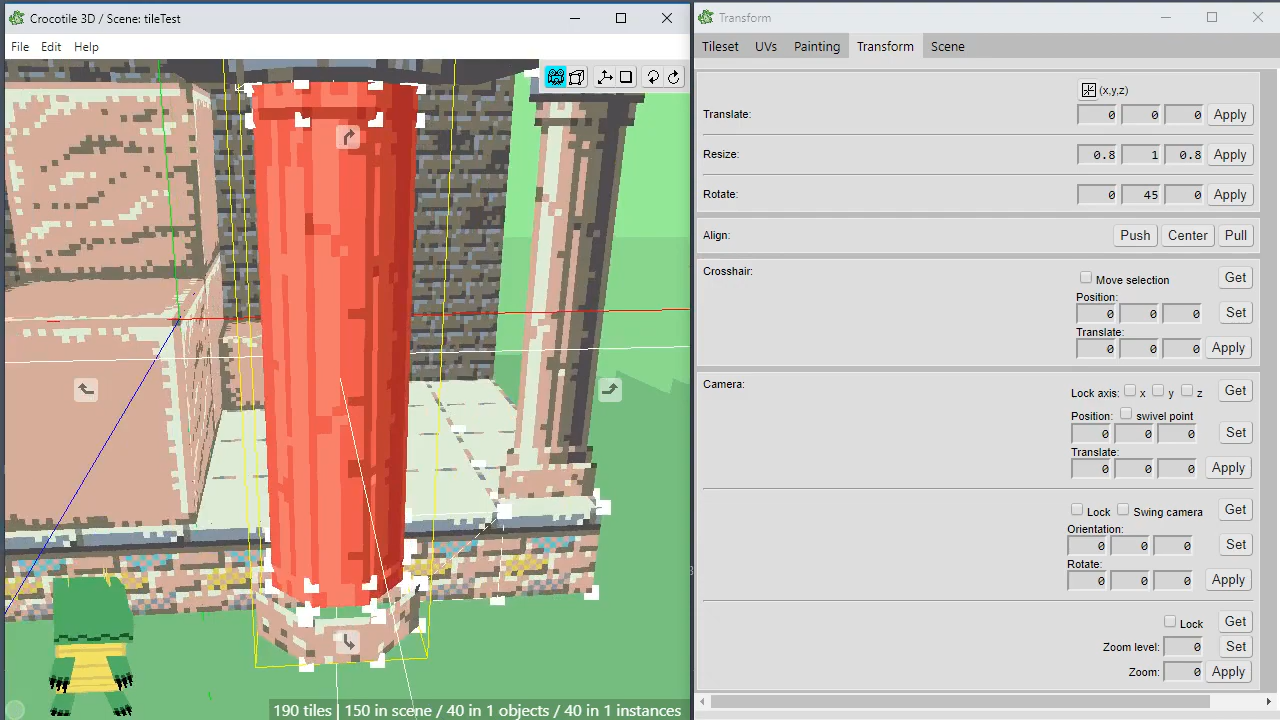 Crocotile 3D / Scene: tileTest
File Edit Help
190 tiles | 150 in scene / 40 in 1 objects / 40 in 1 instances
Transform
Tileset UVs Painting Transform Scene
(x,y,z)
Translate: 0 0 0 Apply
Resize: 0.8 1 0.8 Apply
Rotate: 0 45 0 Apply
Align: Push Center Pull
Crosshair: Move selection Get
Position:
0 0 0 Set
Translate:
0 0 0 Apply
Camera: Lock axis: x y z Get
Position: swivel point
0 0 0 Set
Translate:
0 0 0 Apply
Lock Swing camera Get
Orientation:
0 0 0 Set
Rotate:
0 0 0 Apply
Lock Get
Zoom level: 0 Set
Zoom: 0 Apply